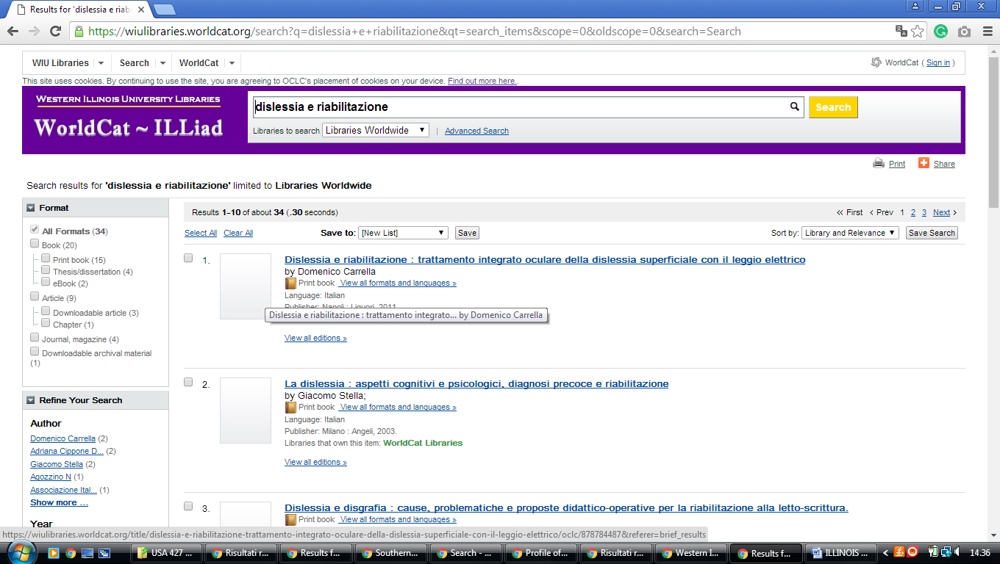 Results for 'dislessia e riab
https://wiulibraries.worldcat.org/search?q=dislessia+e+riabilitazione&qt=search_items&scope=0&oldscope=0&search=Search
WIU Libraries Search WorldCat WorldCat ( Sign in )
This site uses cookies. By continuing to use the site, you are agreeing to OCLC's placement of cookies on your device. Find out more here..
WESTERN ILLINOIS UNIVERSITY LIBRARIES
WorldCat ~ ILLiad
dislessia e riabilitazione Search
Libraries to search Libraries Worldwide | Advanced Search
Print Share
Search results for 'dislessia e riabilitazione' limited to Libraries Worldwide
Format
All Formats (34)
Book (20)
Print book (15)
Thesis/dissertation (4)
eBook (2)
Article (9)
Downloadable article (3)
Chapter (1)
Journal, magazine (4)
Downloadable archival material
(1)
Refine Your Search
Author
Domenico Carrella (2)
Adriana Cippone D... (2)
Giacomo Stella (2)
Agozzino N (1)
Associazione Ital... (1)
Show more ...
Year
Results 1-10 of about 34 (.30 seconds) « First < Prev 1 2 3 Next >
Select All Clear All Save to: [New List] Save Sort by: Library and Relevance Save Search
1. Dislessia e riabilitazione : trattamento integrato oculare della dislessia superficiale con il leggio elettrico
by Domenico Carrella
Print book View all formats and languages »
Language: Italian
Publisher: Napoli : Liguori, 2011.
Dislessia e riabilitazione : trattamento integrato... by Domenico Carrella
View all editions »
2. La dislessia : aspetti cognitivi e psicologici, diagnosi precoce e riabilitazione
by Giacomo Stella;
Print book View all formats and languages »
Language: Italian
Publisher: Milano : Angeli, 2003.
Libraries that own this item: WorldCat Libraries
View all editions »
3. Dislessia e disgrafia : cause, problematiche e proposte didattico-operative per la riabilitazione alla letto-scrittura.
Print book View all formats and languages »
https://wiulibraries.worldcat.org/title/dislessia-e-riabilitazione-trattamento-integrato-oculare-della-dislessia-superficiale-con-il-leggio-elettrico/oclc/878784487&referer=brief_results
USA 427 ... Risultati r... Results f... Southern... Search - ... Profile of... Risultati r... Western I... Results f... ILLINOIS ... 14.36